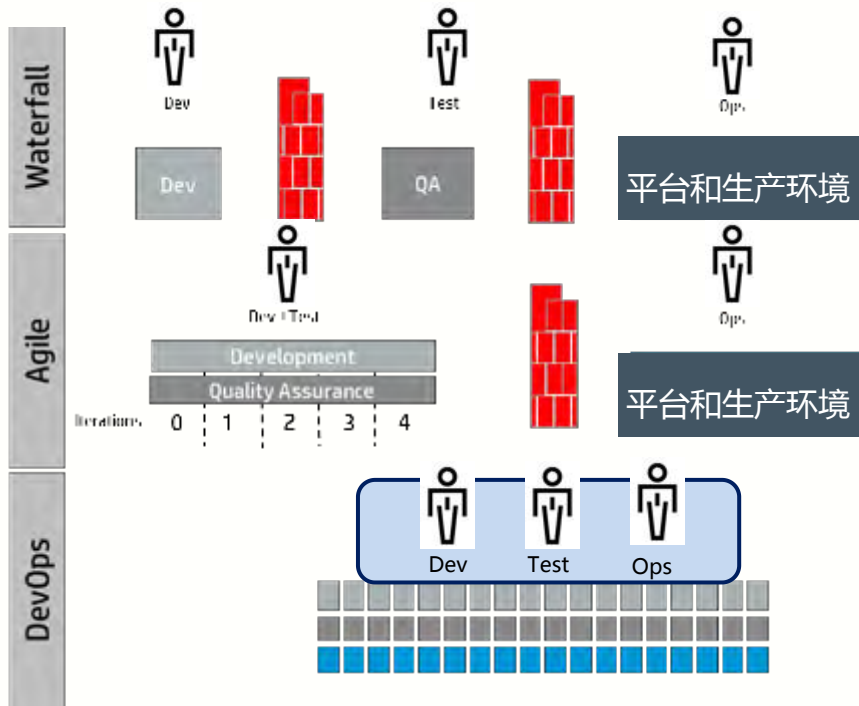 Waterfall
Dev
Test
Ops
Dev
QA
平台和生产环境
Agile
Dev+Test
Ops
Development
Quality Assurance
Iterations
0 1 2 3 4
平台和生产环境
DevOps
Dev Test Ops